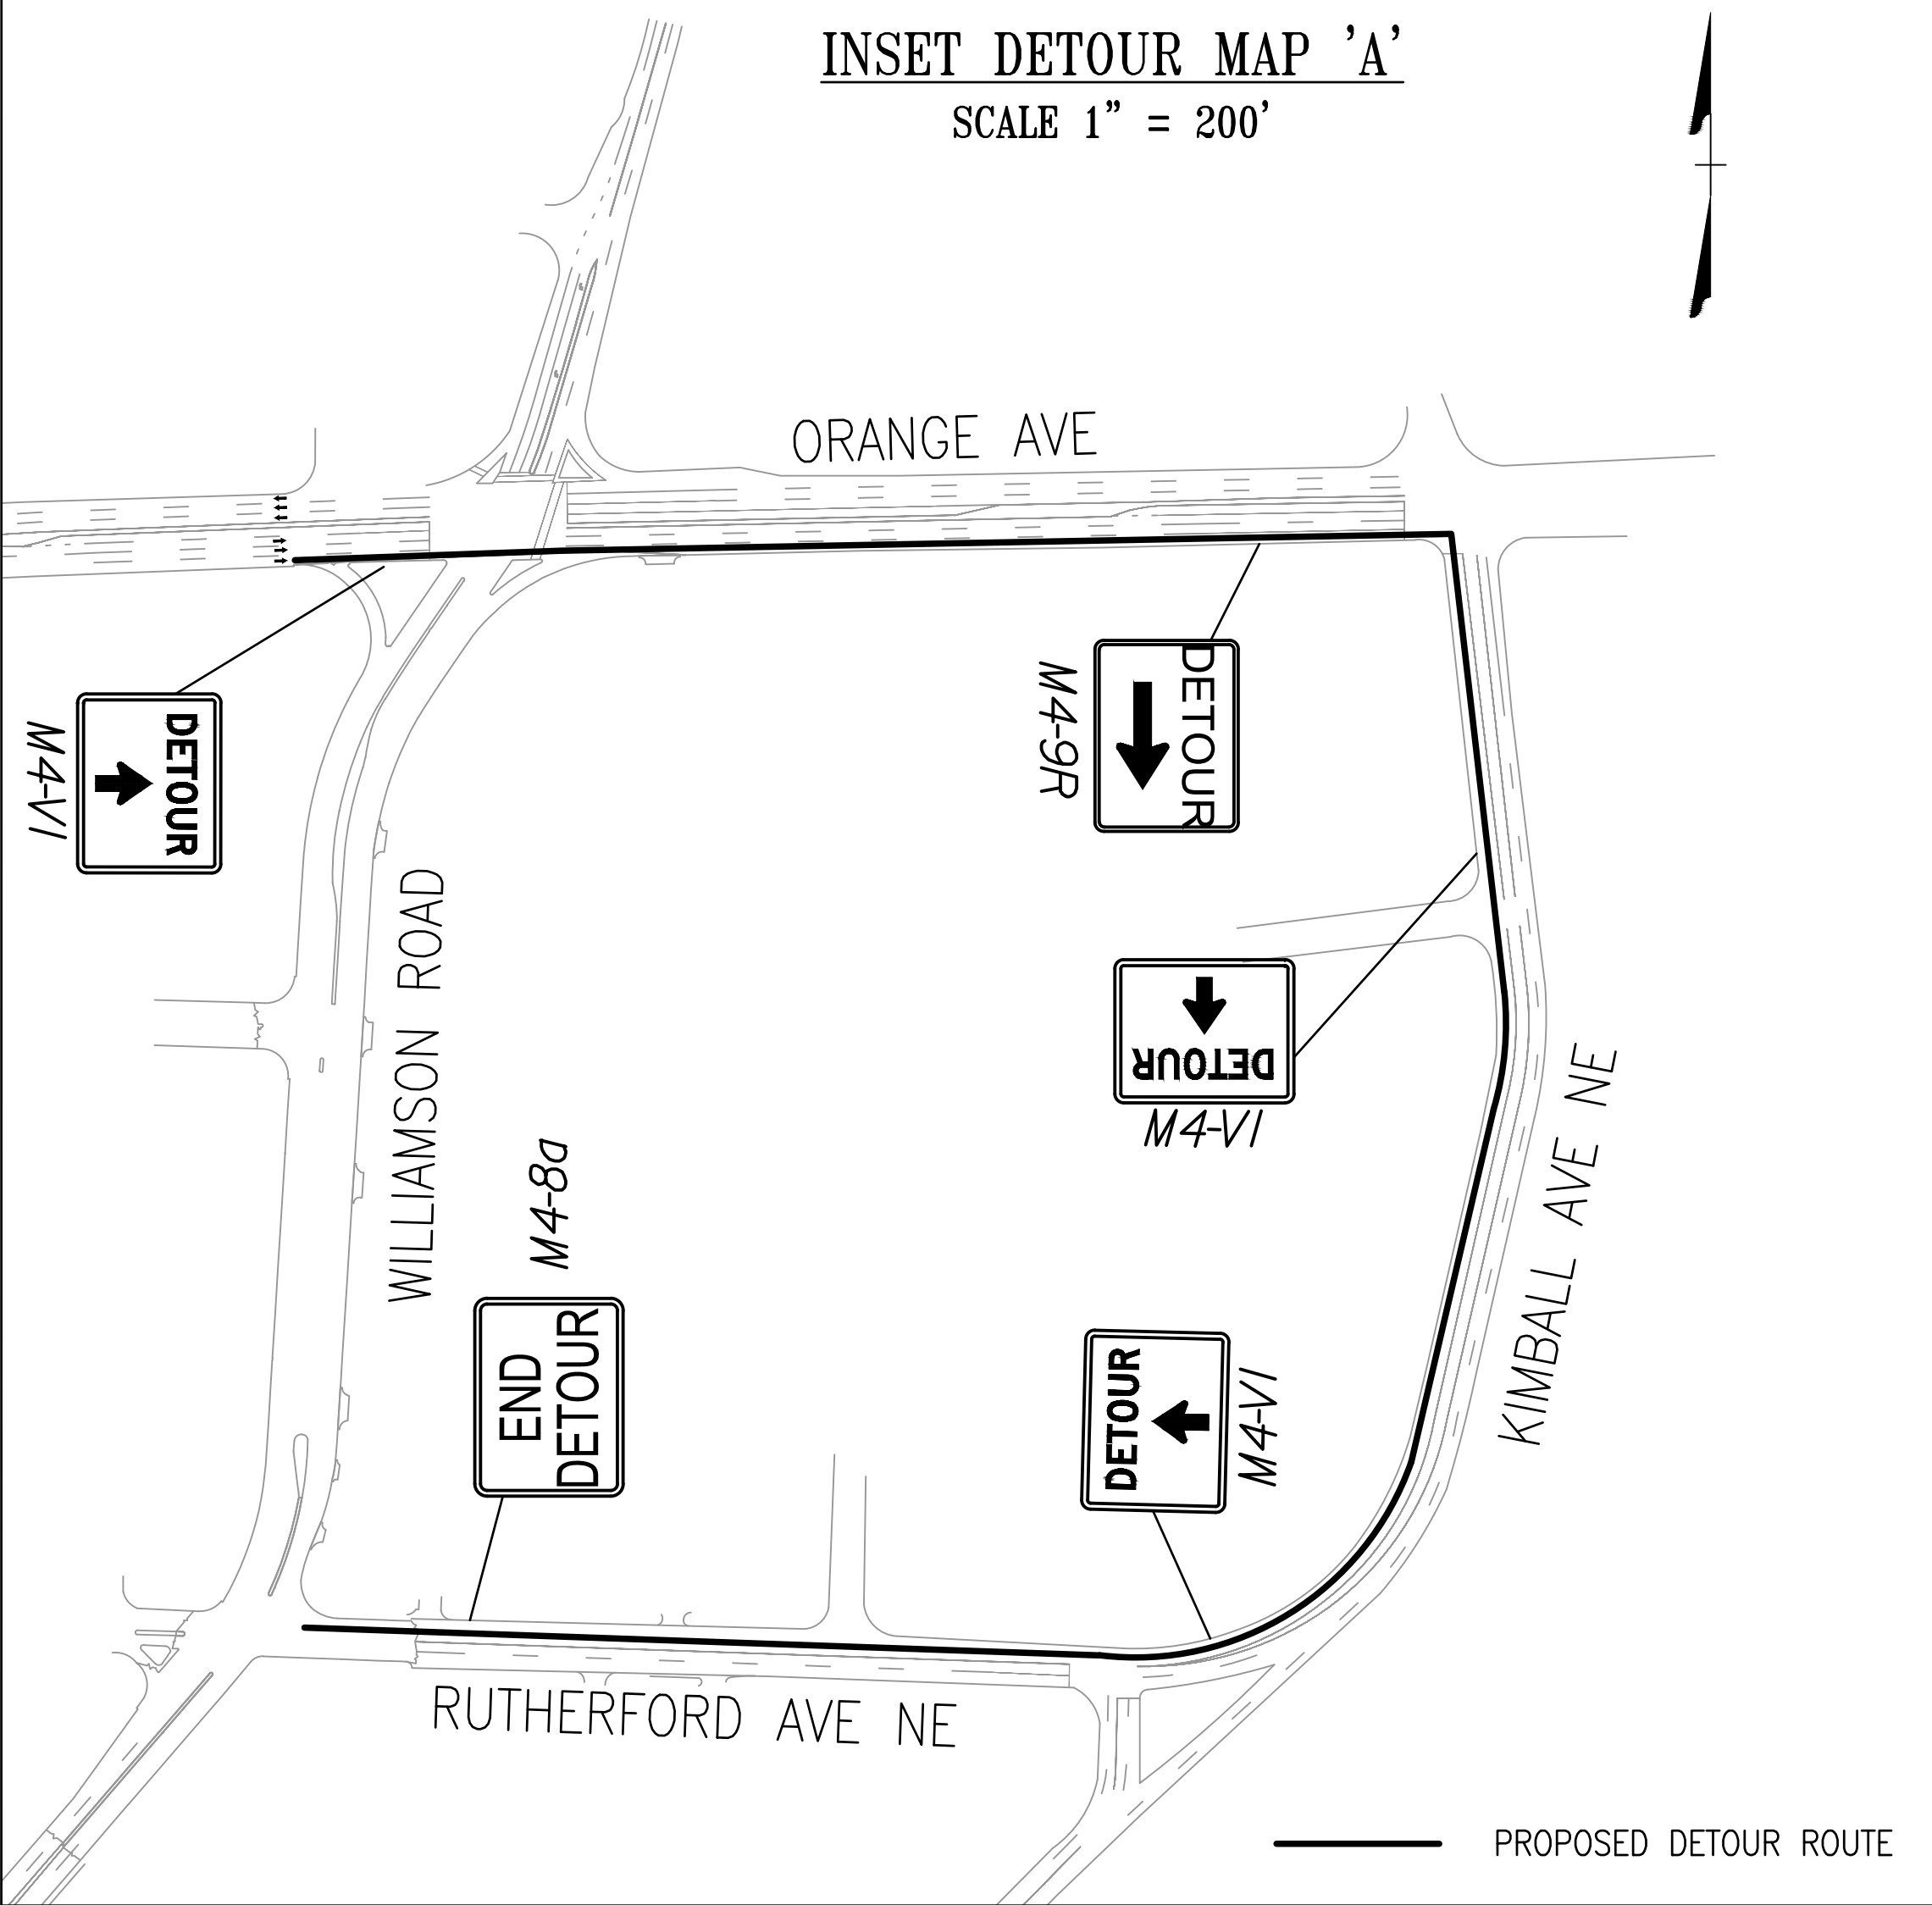 INSET DETOUR MAP 'A'
SCALE 1" = 200'
ORANGE AVE
DETOUR
M4-9R
DETOUR
M4-V1
WILLIAMSON ROAD
DETOUR
M4-V1
KIMBALL AVE NE
M4-8a
END
DETOUR
DETOUR
M4-V1
RUTHERFORD AVE NE
PROPOSED DETOUR ROUTE